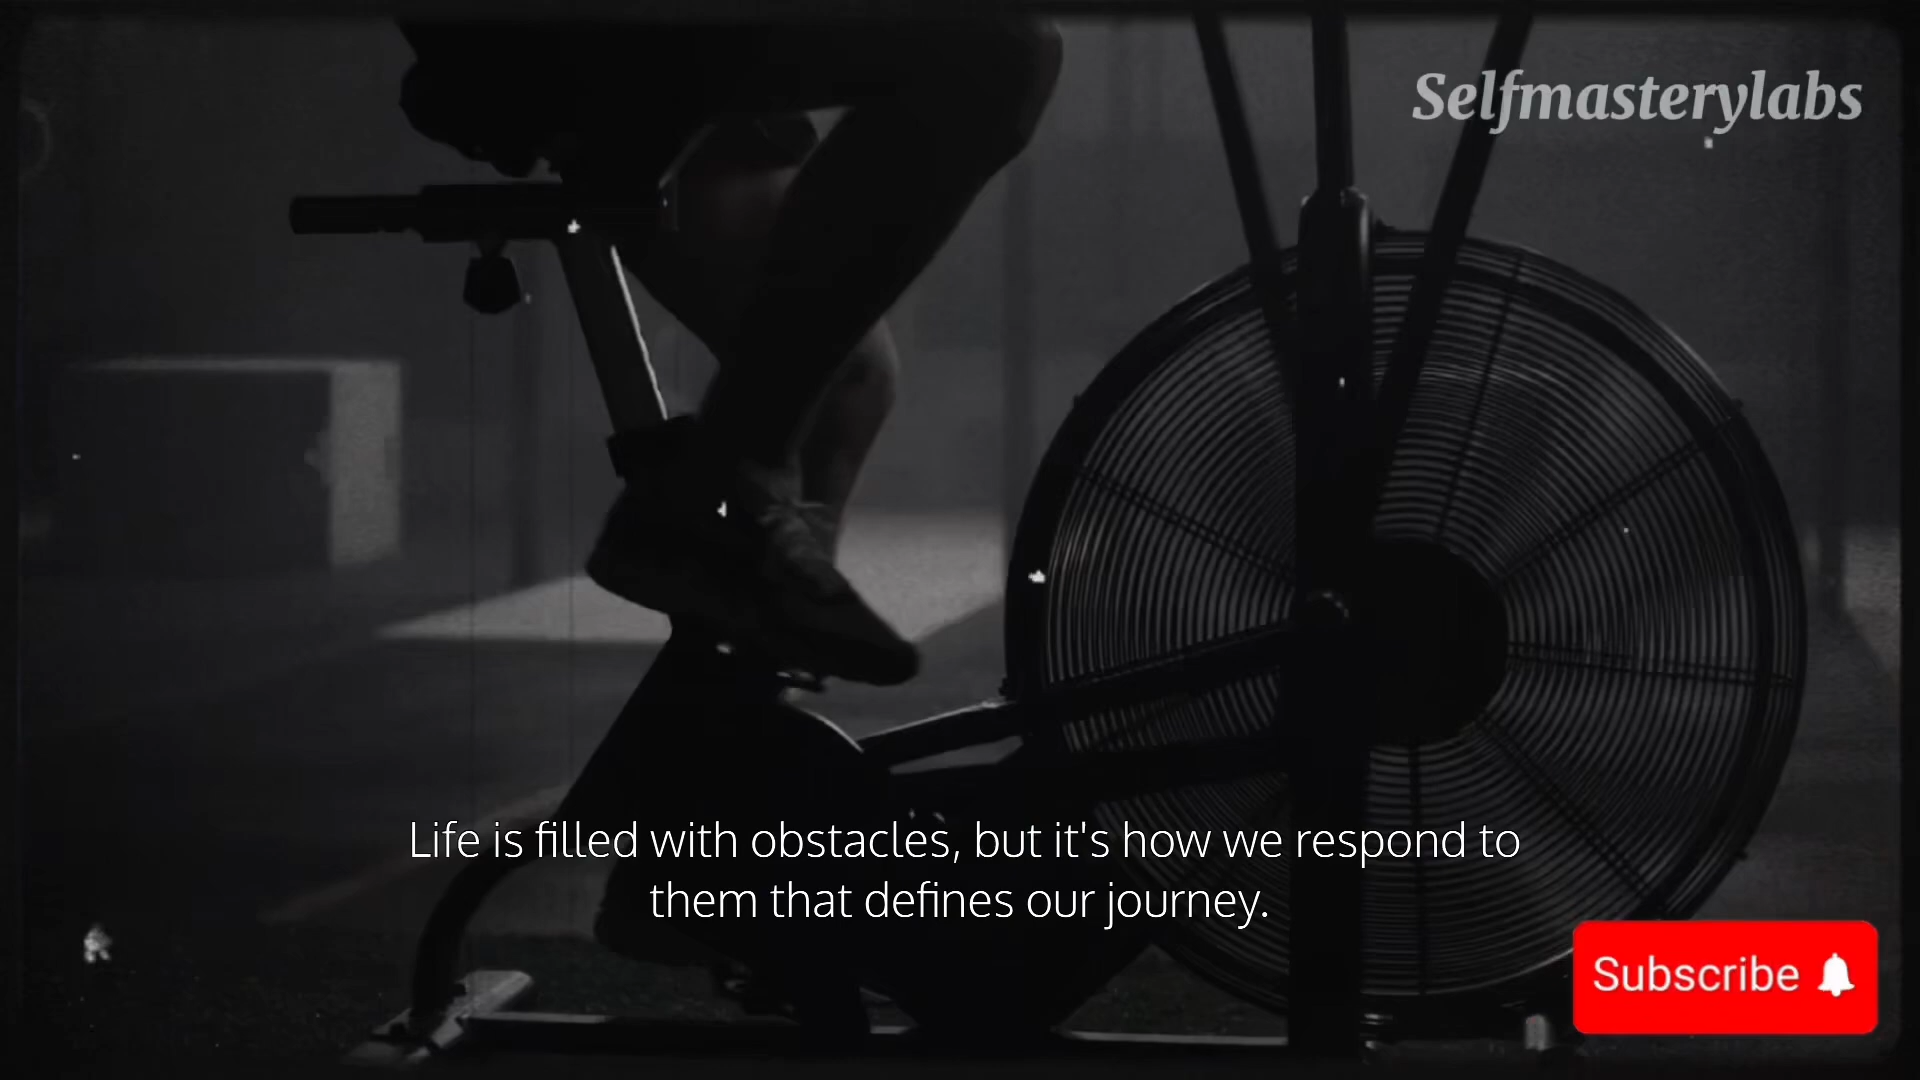 Selfmasterylabs
Life is filled with obstacles, but it's how we respond to
them that defines our journey.
Subscribe